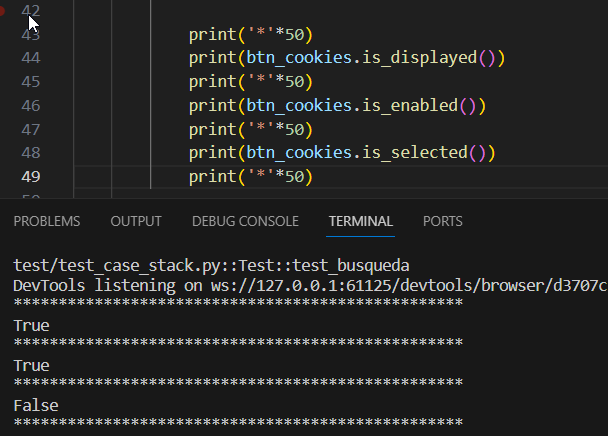 42
43 print('*'*50)
44 print(btn_cookies.is_displayed())
45 print('*'*50)
46 print(btn_cookies.is_enabled())
47 print('*'*50)
48 print(btn_cookies.is_selected())
49 print('*'*50)
PROBLEMS OUTPUT DEBUG CONSOLE TERMINAL PORTS
test/test_case_stack.py::Test::test_busqueda
DevTools listening on ws://127.0.0.1:61125/devtools/browser/d3707c
**************************************************
True
**************************************************
True
**************************************************
False
**************************************************